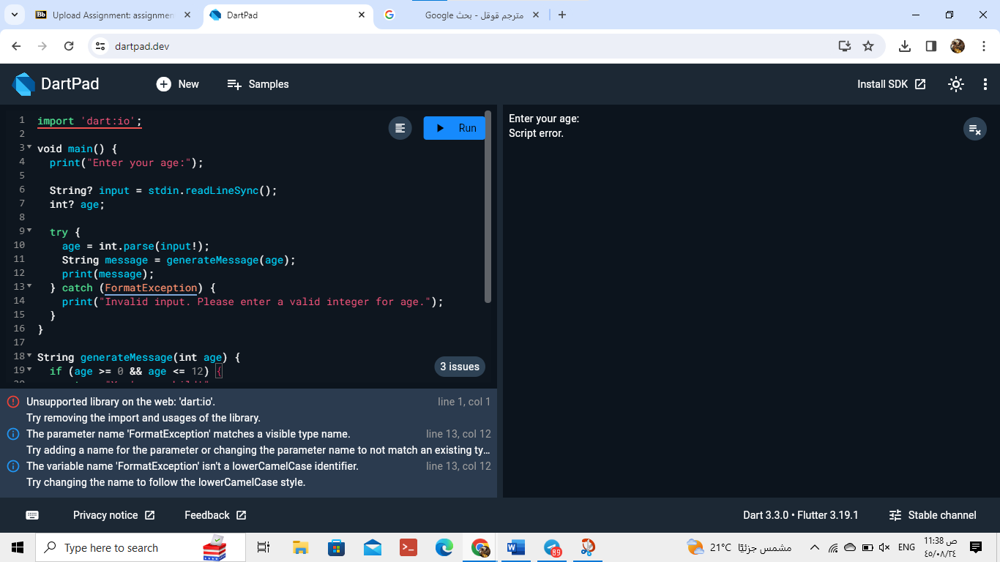 Upload Assignment: assignmen
DartPad
مترجم قوقل - بحث Google
dartpad.dev
DartPad
New
Samples
Install SDK
1 import 'dart:io';
2
3 void main() {
4 print("Enter your age:");
5
6 String? input = stdin.readLineSync();
7 int? age;
8
9 try {
10 age = int.parse(input!);
11 String message = generateMessage(age);
12 print(message);
13 } catch (FormatException) {
14 print("Invalid input. Please enter a valid integer for age.");
15 }
16 }
17
18 String generateMessage(int age) {
19 if (age >= 0 && age <= 12) {
Run
3 issues
Enter your age:
Script error.
Unsupported library on the web: 'dart:io'. line 1, col 1
Try removing the import and usages of the library.
The parameter name 'FormatException' matches a visible type name. line 13, col 12
Try adding a name for the parameter or changing the parameter name to not match an existing ty...
The variable name 'FormatException' isn't a lowerCamelCase identifier. line 13, col 12
Try changing the name to follow the lowerCamelCase style.
Privacy notice
Feedback
Dart 3.3.0 • Flutter 3.19.1
Stable channel
Type here to search
89
21°C مشمس جزئيًا
ENG
11:38 ص
٤٥/٠٨/٢٤